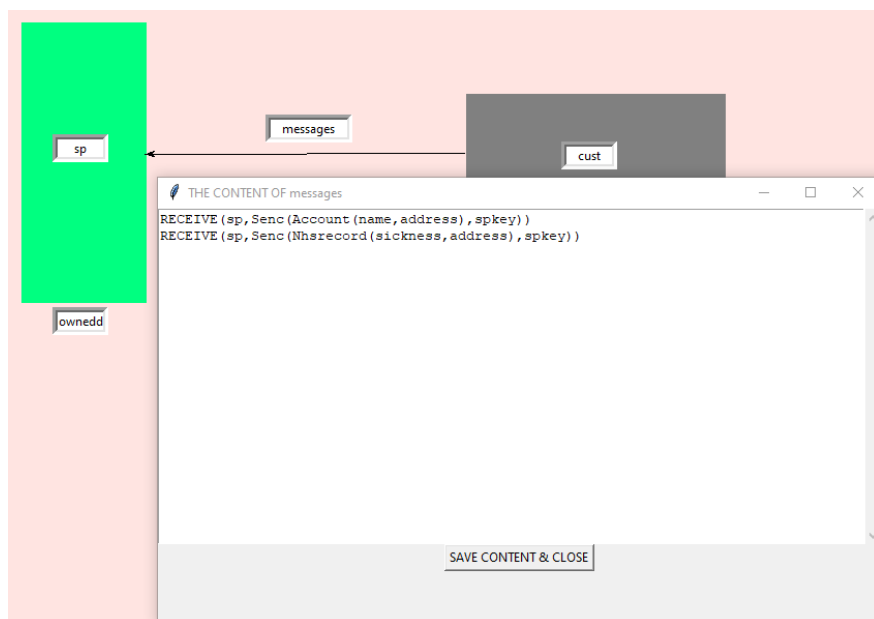 messages
sp
cust
THE CONTENT OF messages
RECEIVE(sp,Senc(Account(name,address),spkey))
RECEIVE(sp,Senc(Nhsrecord(sickness,address),spkey))
ownedd
SAVE CONTENT & CLOSE